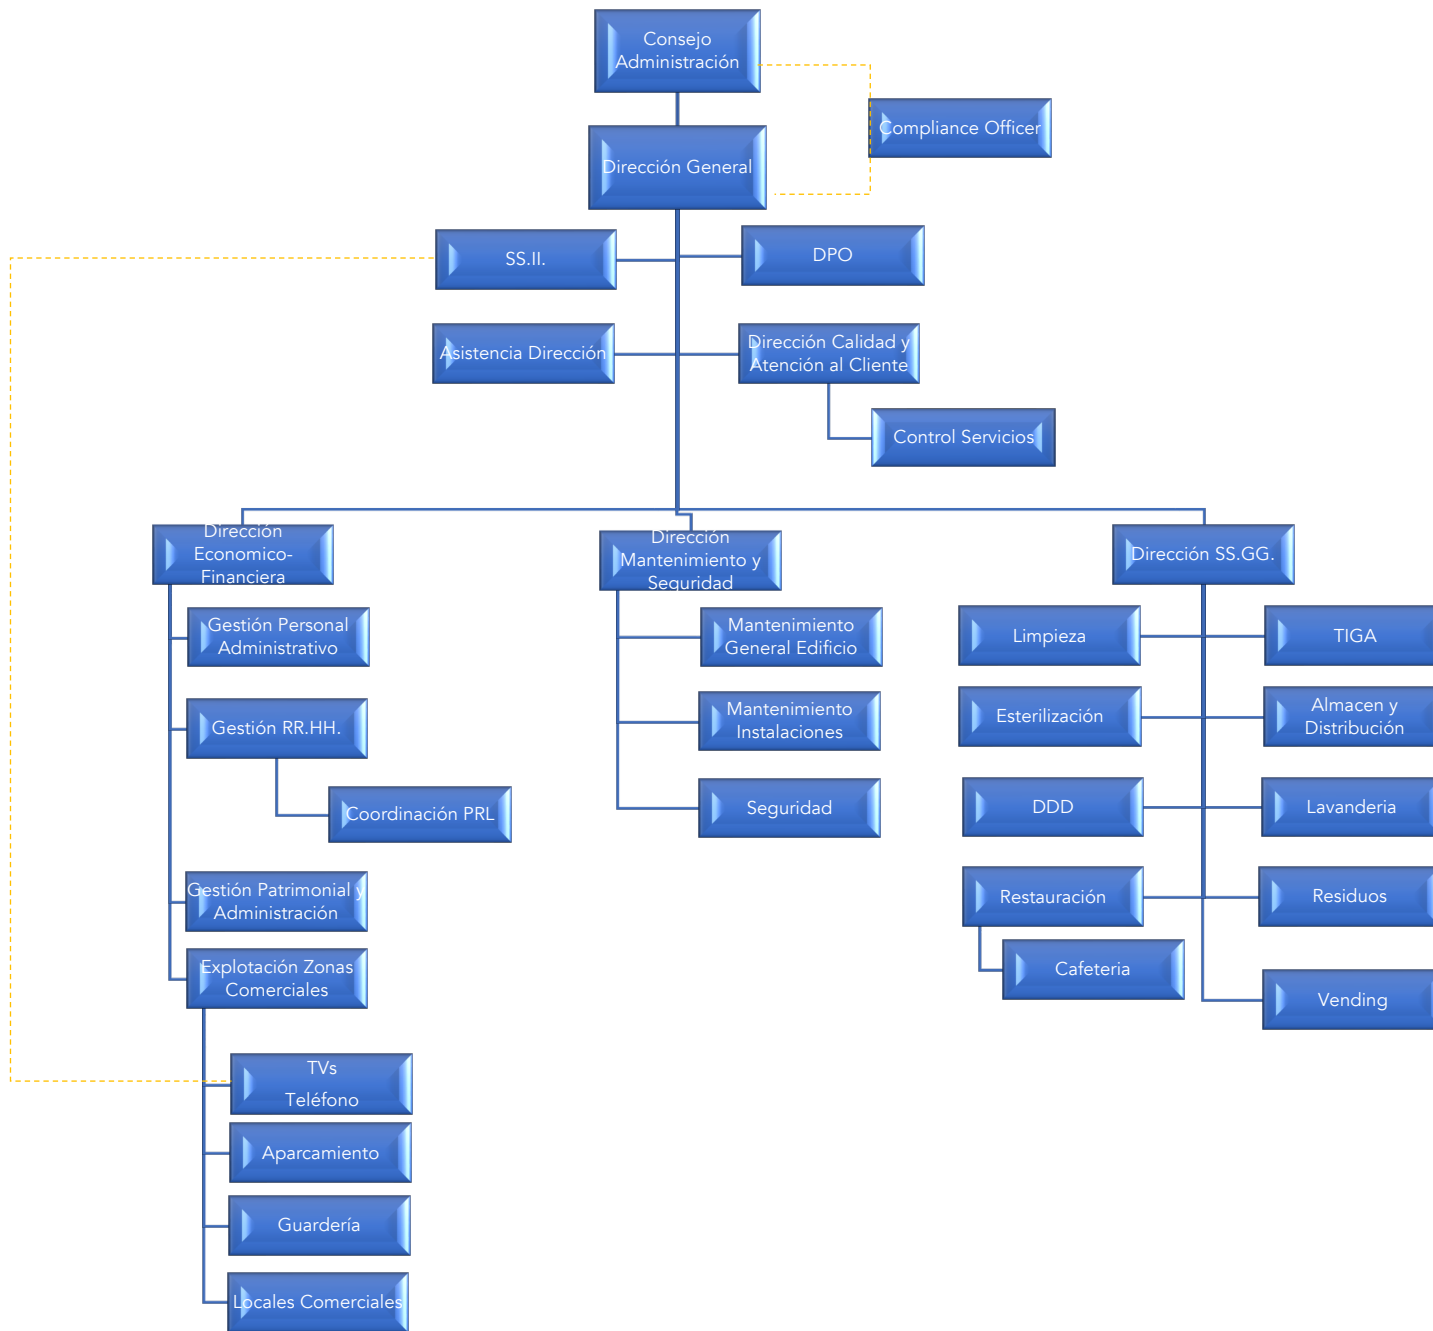 Consejo
Administración
Compliance Officer
Dirección General
SS.II.
DPO
Asistencia Dirección
Dirección Calidad y
Atención al Cliente
Control Servicios
Dirección
Economico-
Financiera
Gestión Personal
Administrativo
Gestión RR.HH.
Coordinación PRL
Gestión Patrimonial y
Administración
Explotación Zonas
Comerciales
TVs
Teléfono
Aparcamiento
Guardería
Locales Comerciales
Dirección
Mantenimiento y
Seguridad
Mantenimiento
General Edificio
Mantenimiento
Instalaciones
Seguridad
Dirección SS.GG.
Limpieza
TIGA
Esterilización
Almacen y
Distribución
DDD
Lavanderia
Restauración
Residuos
Cafeteria
Vending